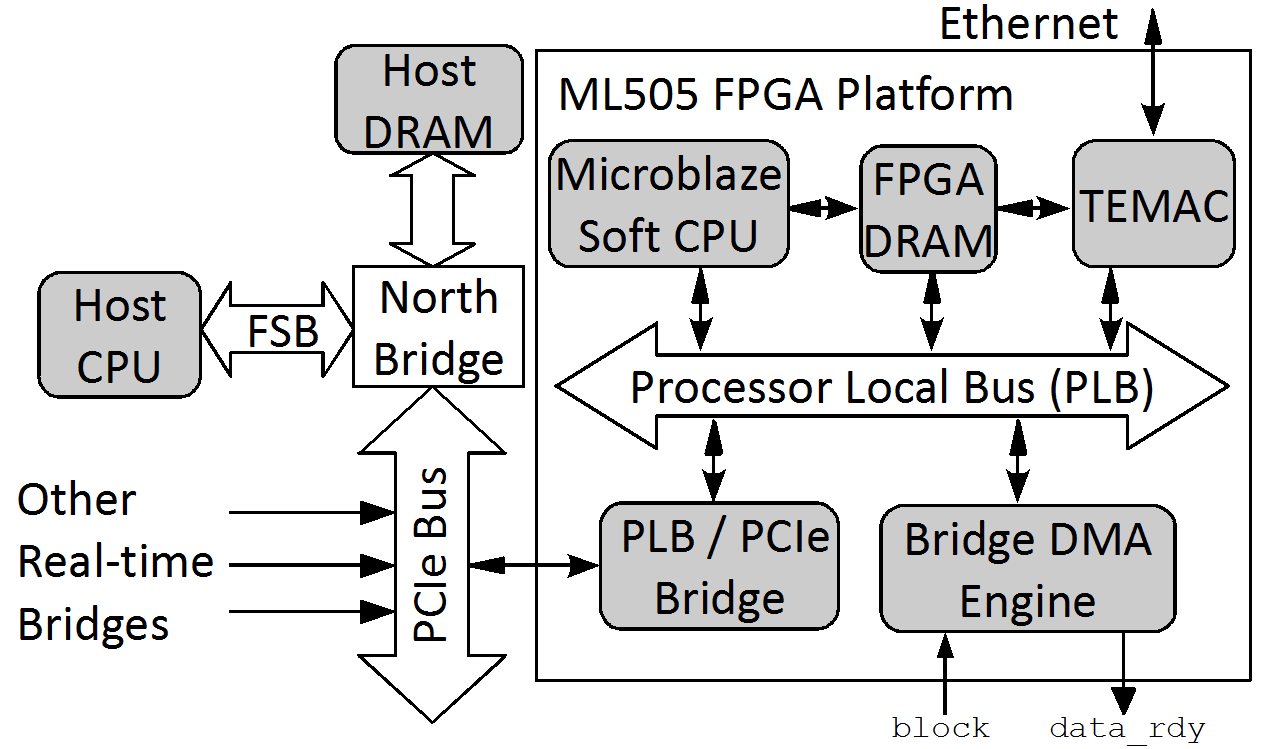 Ethernet
Host
DRAM
ML505 FPGA Platform
Microblaze
Soft CPU
FPGA
DRAM
TEMAC
Host
CPU
FSB
North
Bridge
Processor Local Bus (PLB)
Other
Real-time
Bridges
PCIe Bus
PLB / PCIe
Bridge
Bridge DMA
Engine
block
data_rdy